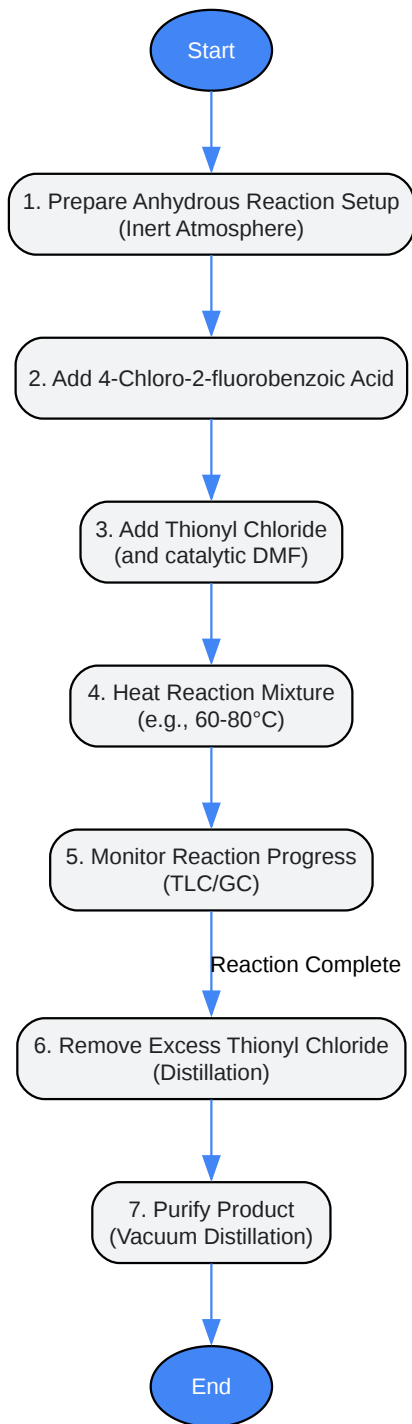 Start
1. Prepare Anhydrous Reaction Setup
(Inert Atmosphere)
2. Add 4-Chloro-2-fluorobenzoic Acid
3. Add Thionyl Chloride
(and catalytic DMF)
4. Heat Reaction Mixture
(e.g., 60-80°C)
5. Monitor Reaction Progress
(TLC/GC)
Reaction Complete
6. Remove Excess Thionyl Chloride
(Distillation)
7. Purify Product
(Vacuum Distillation)
End